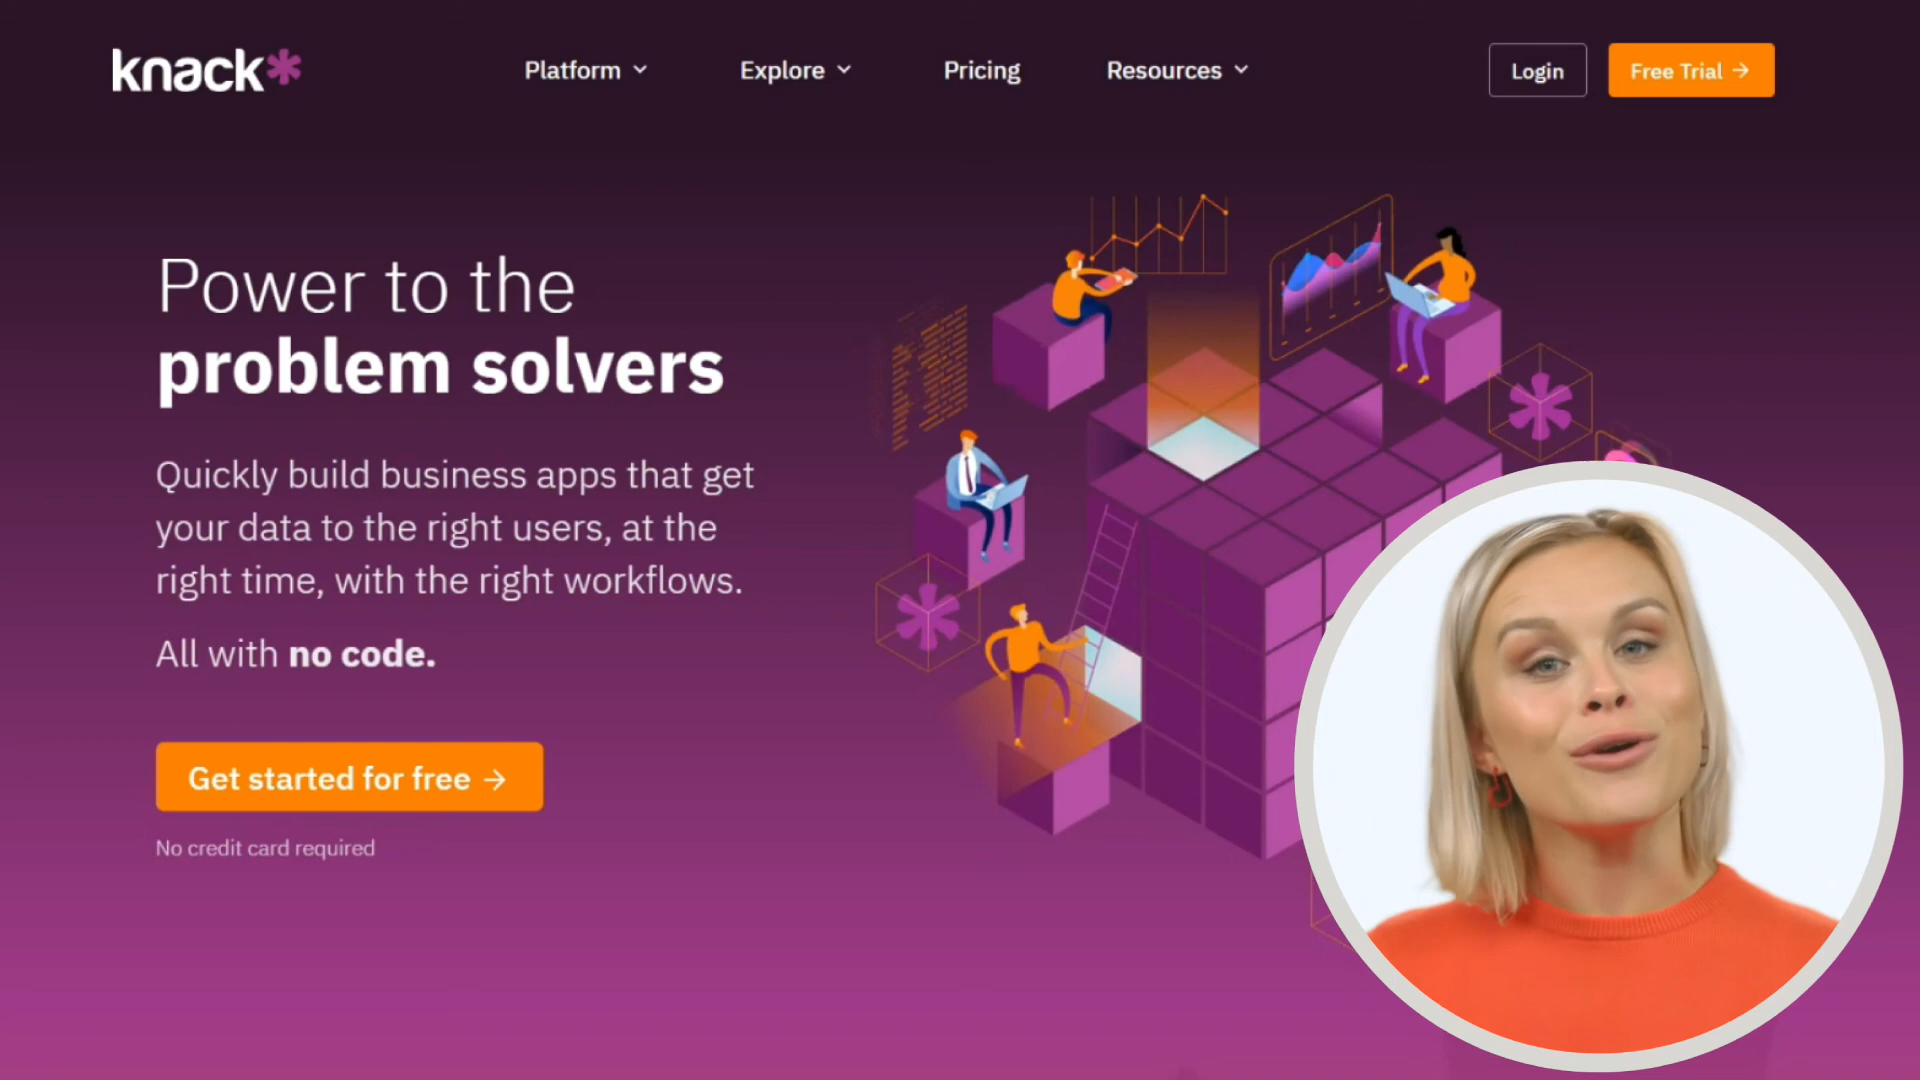 knack*
Platform
Explore
Pricing
Resources
Login
Free Trial →
Power to the
problem solvers
Quickly build business apps that get
your data to the right users, at the
right time, with the right workflows.
All with no code.
Get started for free →
No credit card required